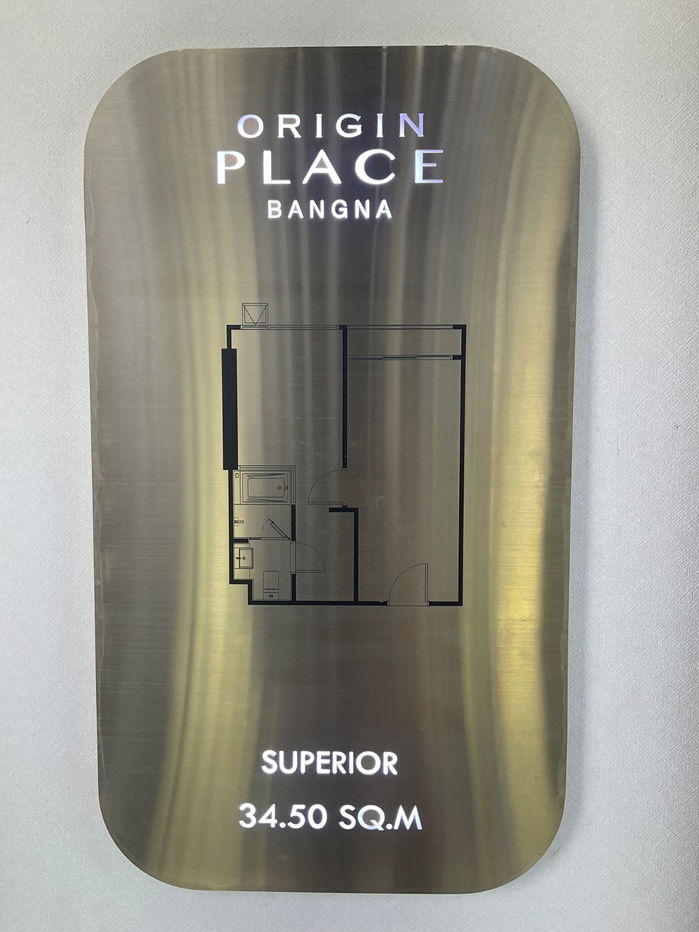 ORIGIN
PLACE
BANGNA
SUPERIOR
34.50 SQ.M